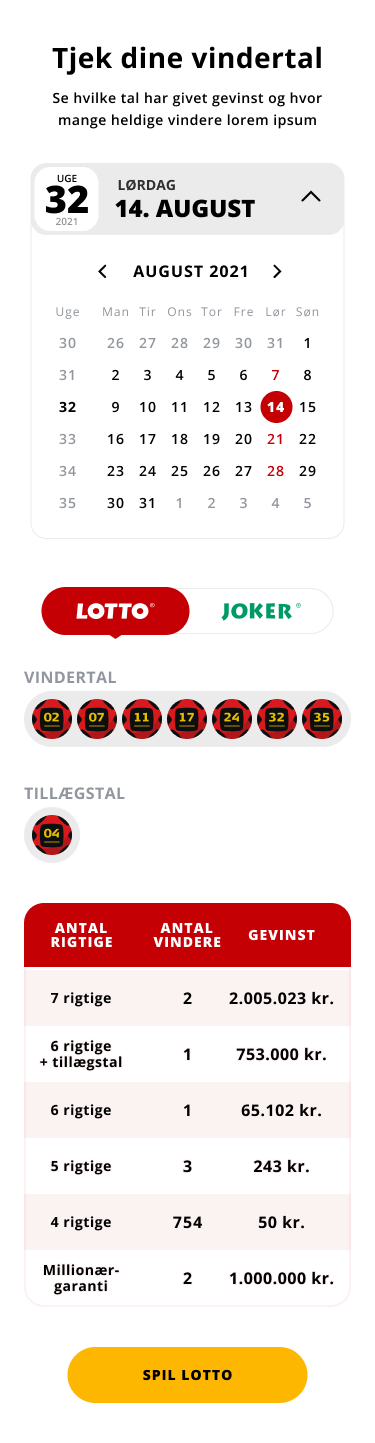 Tjek dine vindertal
Se hvilke tal har givet gevinst og hvor
mange heldige vindere lorem ipsum
UGE
32
2021
LØRDAG
14. AUGUST
AUGUST 2021
Uge Man Tir Ons Tor Fre Lør Søn
30 26 27 28 29 30 31 1
31 2 3 4 5 6 7 8
32 9 10 11 12 13 14 15
33 16 17 18 19 20 21 22
34 23 24 25 26 27 28 29
35 30 31 1 2 3 4 5
LOTTO® JOKER®
VINDERTAL
02 07 11 17 24 32 35
TILLÆGSTAL
04
ANTAL RIGTIGE ANTAL VINDERE GEVINST
7 rigtige 2 2.005.023 kr.
6 rigtige + tillægstal 1 753.000 kr.
6 rigtige 1 65.102 kr.
5 rigtige 3 243 kr.
4 rigtige 754 50 kr.
Millionær-garanti 2 1.000.000 kr.
SPIL LOTTO